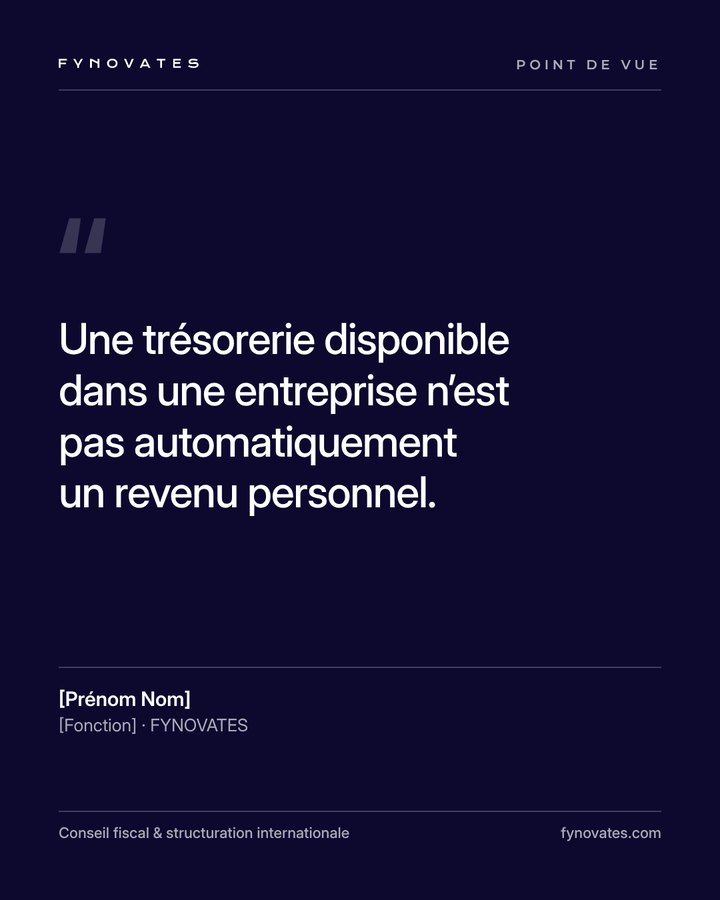 FYNOVATES
POINT DE VUE
"
Une trésorerie disponible
dans une entreprise n’est
pas automatiquement
un revenu personnel.
[Prénom Nom]
[Fonction] · FYNOVATES
Conseil fiscal & structuration internationale
fynovates.com